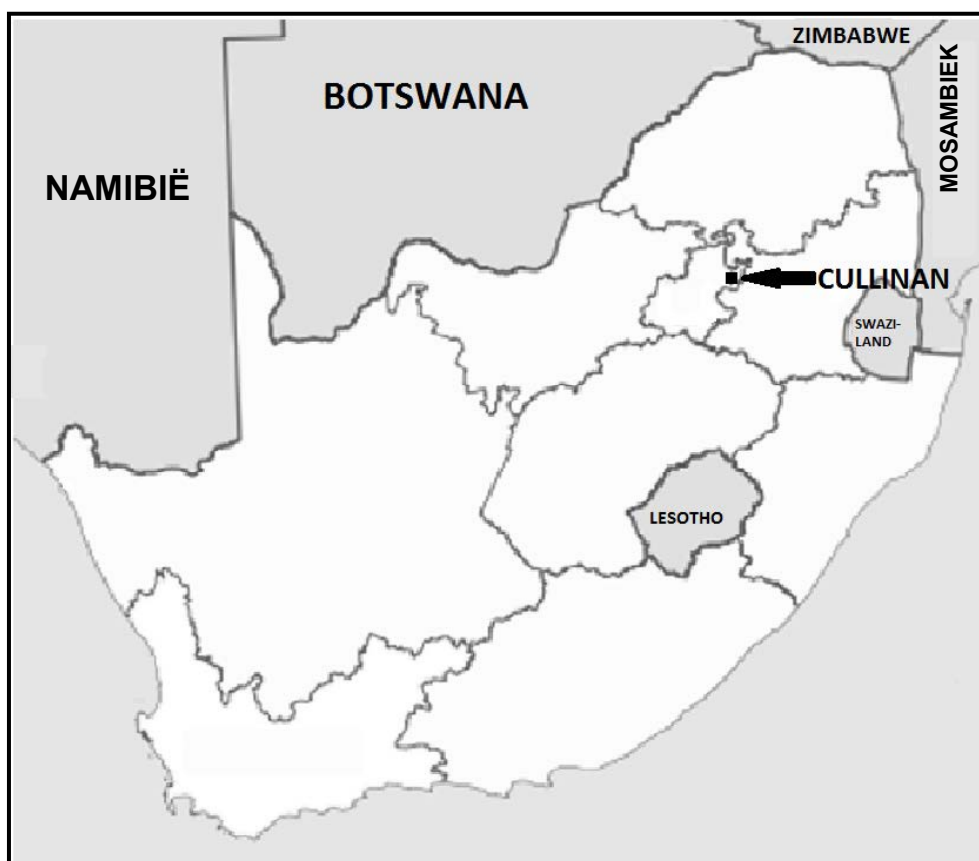 ZIMBABWE
BOTSWANA
MOSAMBIEK
NAMIBIË
CULLINAN
SWAZI-
LAND
LESOTHO